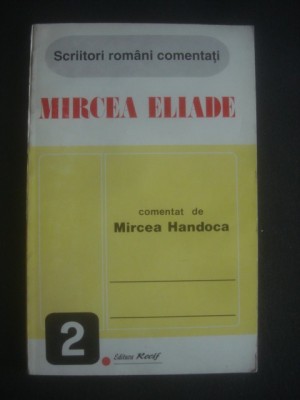 Scriitori români comentați
MIRCEA ELIADE
comentat de
Mircea Handoca
2
Editura Recif